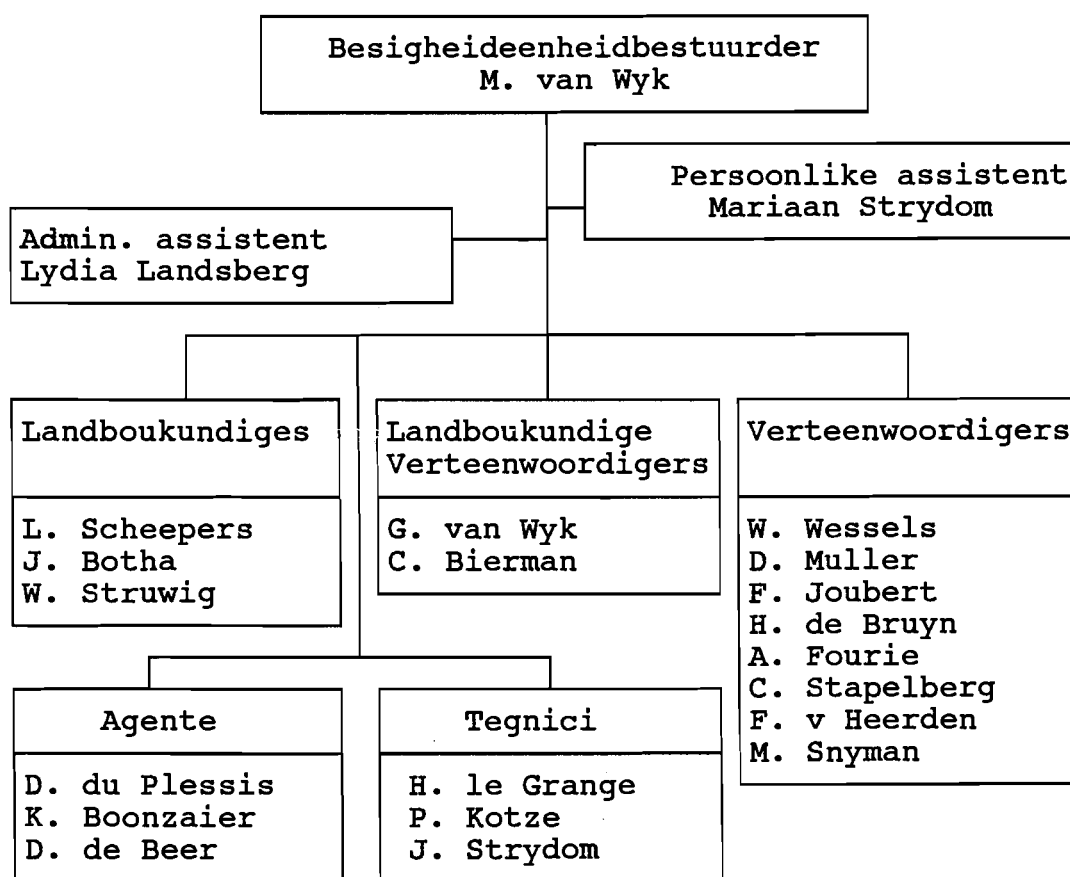 Besigheideenheidbestuurder
M. van Wyk
Persoonlike assistent
Mariaan Strydom
Admin. assistent
Lydia Landsberg
Landboukundiges
L. Scheepers
J. Botha
W. Struwig
Landboukundige
Verteenwoordigers
G. van Wyk
C. Bierman
Verteenwoordigers
W. Wessels
D. Muller
F. Joubert
H. de Bruyn
A. Fourie
C. Stapelberg
F. v Heerden
M. Snyman
Agente
D. du Plessis
K. Boonzaier
D. de Beer
Tegnici
H. le Grange
P. Kotze
J. Strydom